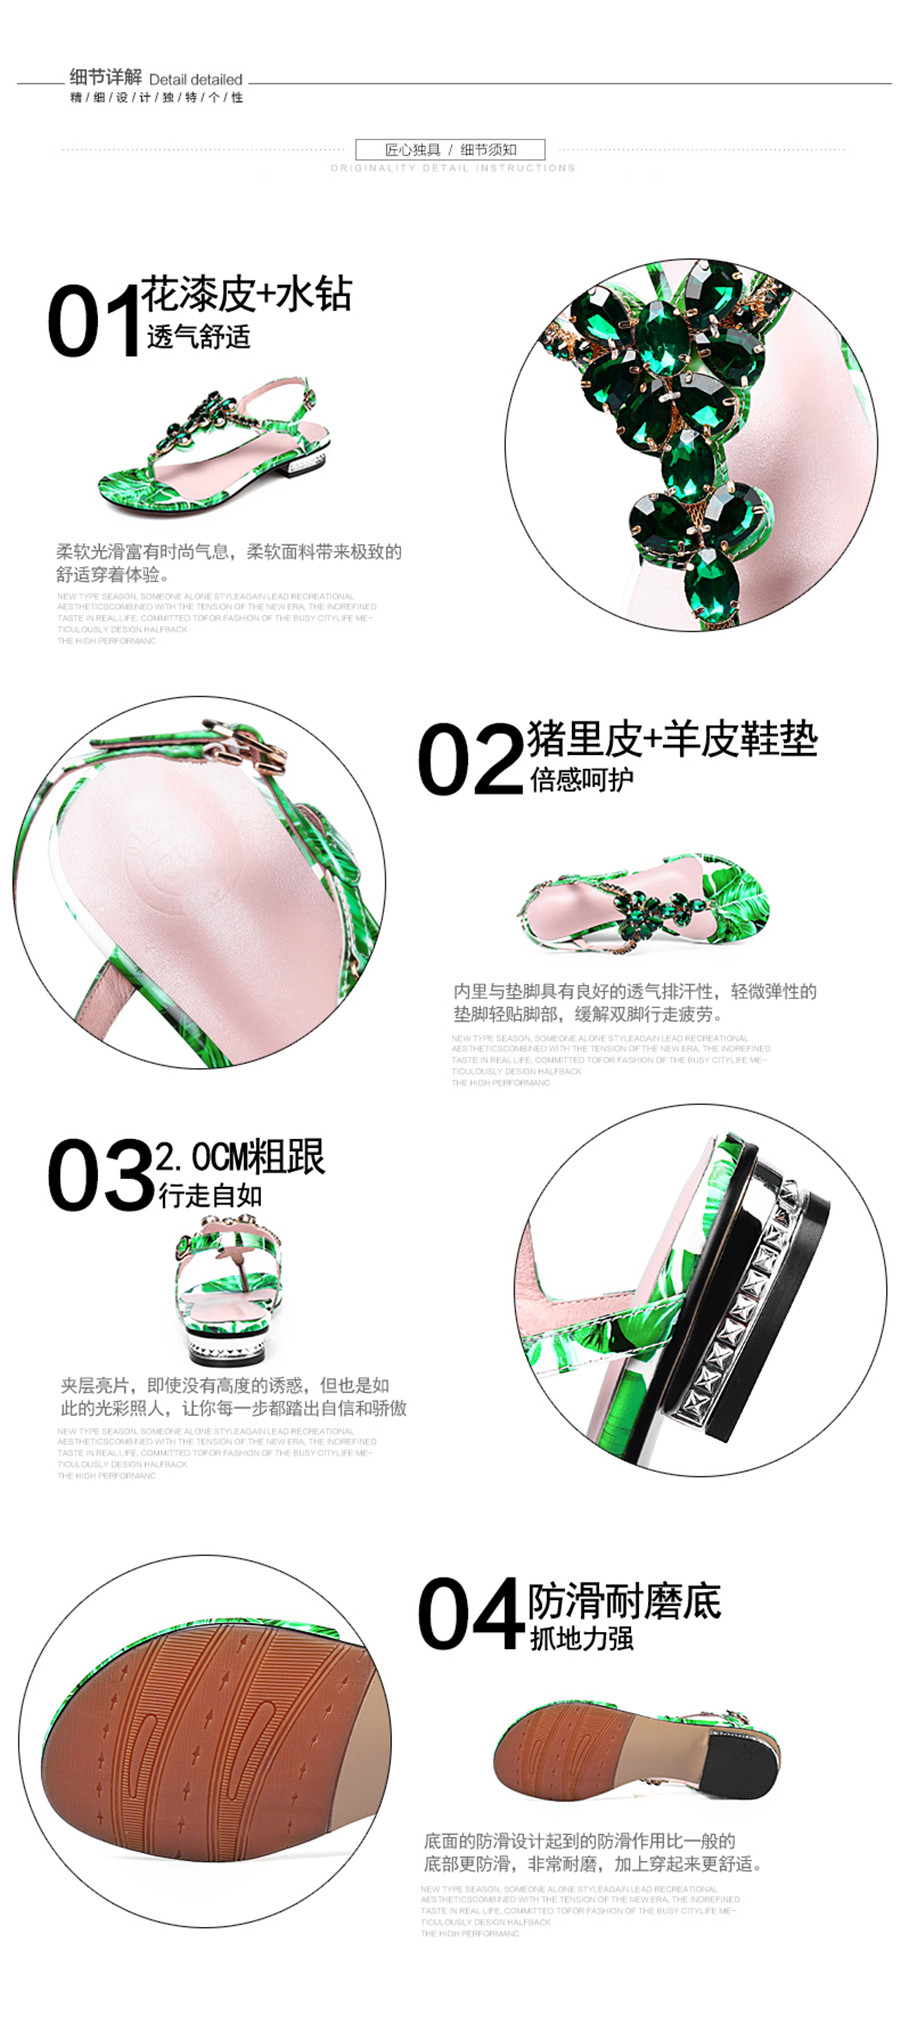 细节详解 Detail detailed
精/细/设/计/独/特/个/性
匠心独具 / 细节须知
ORIGINALITY DETAIL INSTRUCTIONS
01 花漆皮+水钻
透气舒适
柔软光滑富有时尚气息，柔软面料带来极致的
舒适穿着体验。
NEW TYPE SEASON, SOMEONE ALONE STYLEAGAIN LEAD RECREATIONAL
AESTHETICSCOMBINED WITH THE TENSION OF THE NEW ERA, THE INDREFINED
TASTE IN REAL LIFE, COMMITTED TOFOR FASHION OF THE BUSY CITYLIFE ME-
TICULOUSLY DESIGN HALFBACK
THE HIGH PERFORMANC
02 猪里皮+羊皮鞋垫
倍感呵护
内里与垫脚具有良好的透气排汗性，轻微弹性的
垫脚轻贴脚部，缓解双脚行走疲劳。
NEW TYPE SEASON, SOMEONE ALONE STYLEAGAIN LEAD RECREATIONAL
AESTHETICSCOMBINED WITH THE TENSION OF THE NEW ERA, THE INDREFINED
TASTE IN REAL LIFE, COMMITTED TOFOR FASHION OF THE BUSY CITYLIFE ME-
TICULOUSLY DESIGN HALFBACK
THE HIGH PERFORMANC
03 2.0CM粗跟
行走自如
夹层亮片，即使没有高度的诱惑，但也是如
此的光彩照人，让你每一步都踏出自信和骄傲
NEW TYPE SEASON, SOMEONE ALONE STYLEAGAIN LEAD RECREATIONAL
AESTHETICSCOMBINED WITH THE TENSION OF THE NEW ERA, THE INDREFINED
TASTE IN REAL LIFE, COMMITTED TOFOR FASHION OF THE BUSY CITYLIFE ME-
TICULOUSLY DESIGN HALFBACK
THE HIGH PERFORMANC
04 防滑耐磨底
抓地力强
底面的防滑设计起到的防滑作用比一般的
底部更防滑，非常耐磨，加上穿起来更舒适。
NEW TYPE SEASON, SOMEONE ALONE STYLEAGAIN LEAD RECREATIONAL
AESTHETICSCOMBINED WITH THE TENSION OF THE NEW ERA, THE INDREFINED
TASTE IN REAL LIFE, COMMITTED TOFOR FASHION OF THE BUSY CITYLIFE ME-
TICULOUSLY DESIGN HALFBACK
THE HIGH PERFORMANC